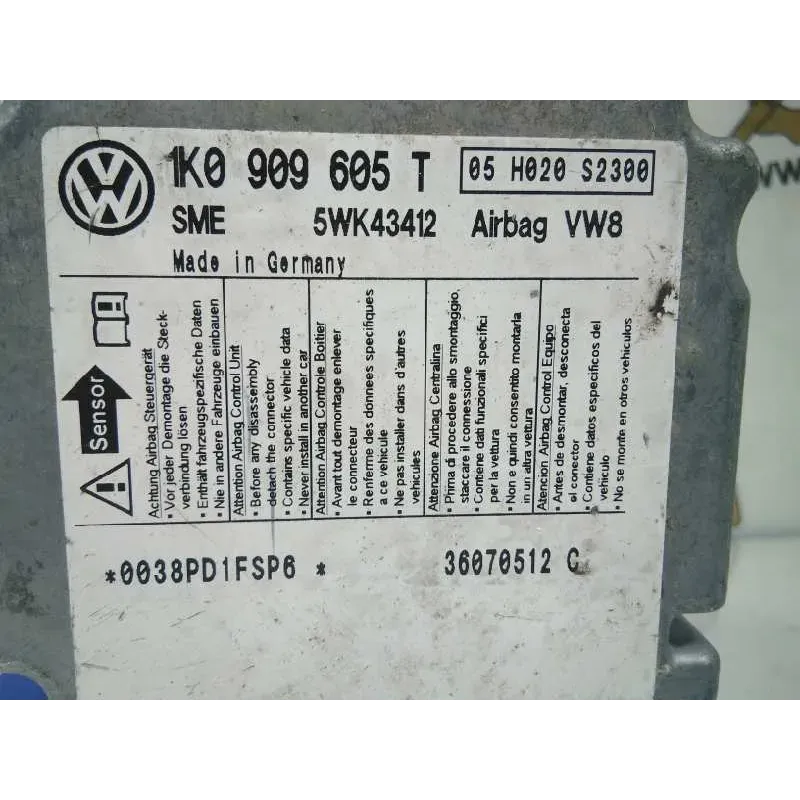 1K0 909 605 T
05 H020 S2300
SME
5WK43412
Airbag VW8
Made in Germany
Sensor
Achtung Airbag Steuergerät
• Vor jeder Demontage die Steck-
verbindung lösen
• Enthält fahrzeugspezifische Daten
• Nie in andere Fahrzeuge einbauen
Attention Airbag Control Unit
• Before any disassembly
detach the connector
• Contains specific vehicle data
• Never install in another car
Attention Airbag Controle Boitier
• Avant tout demontage enlever
le connecteur
• Renferme des donnees specifiques
a ce vehicule
• Ne pas installer dans d'autres
vehicules
Attenzione Airbag Centralina
• Prima di procedere allo smontaggio,
staccare il connessione
• Contiene dati funzionali specifici
per la vettura
• Non e quindi consentito montarla
in un altra vettura
Atencion Airbag Control Equipo
• Antes de desmontar, desconecta
el conector
• Contiene datos especificos del
vehiculo
• No se monte en otros vehiculos
*0038PD1FSP6 *
36070512 C